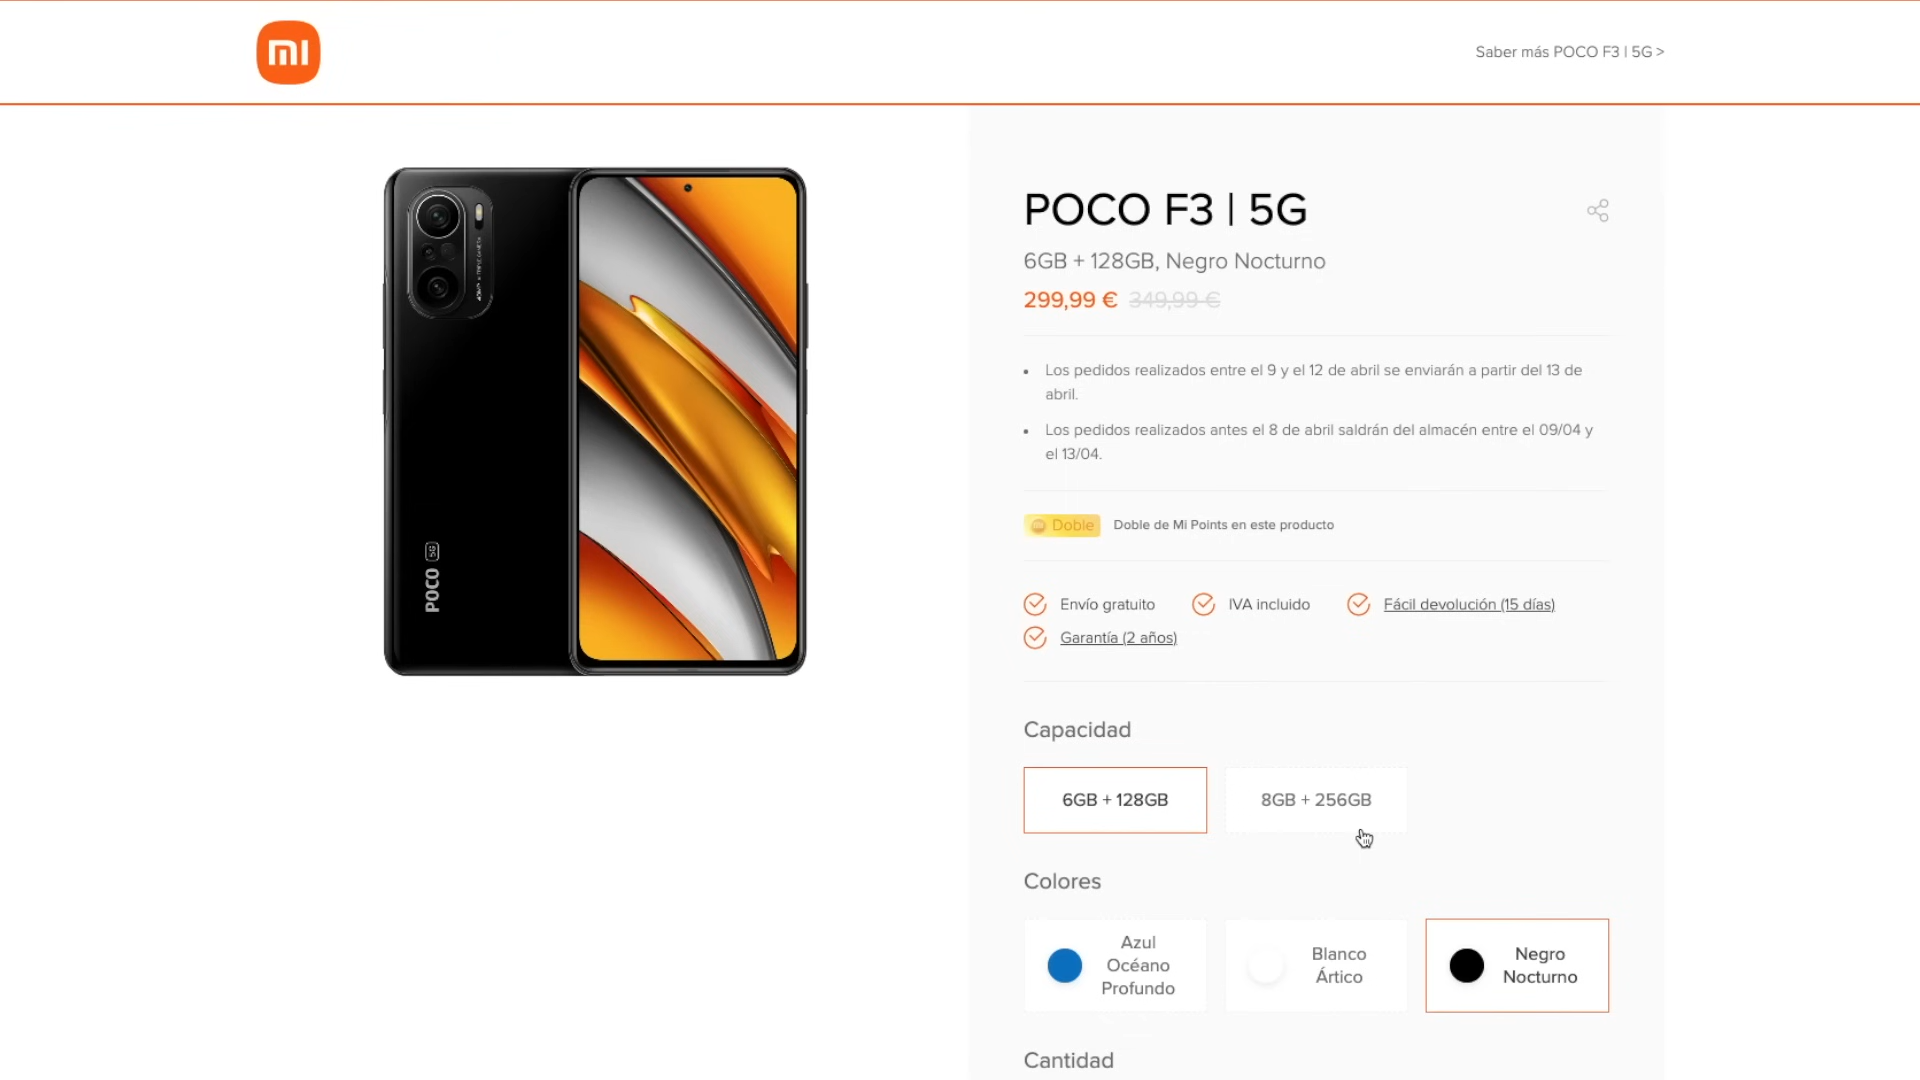 mi
Saber más POCO F3 | 5G >
POCO F3 | 5G
6GB + 128GB, Negro Nocturno
299,99 € 349,99 €
Los pedidos realizados entre el 9 y el 12 de abril se enviarán a partir del 13 de
abril.
Los pedidos realizados antes el 8 de abril saldrán del almacén entre el 09/04 y
el 13/04.
Doble Doble de Mi Points en este producto
Envío gratuito IVA incluido Fácil devolución (15 días)
Garantía (2 años)
Capacidad
6GB + 128GB 8GB + 256GB
Colores
Azul
Océano
Profundo
Blanco
Ártico
Negro
Nocturno
Cantidad
POCO 5G